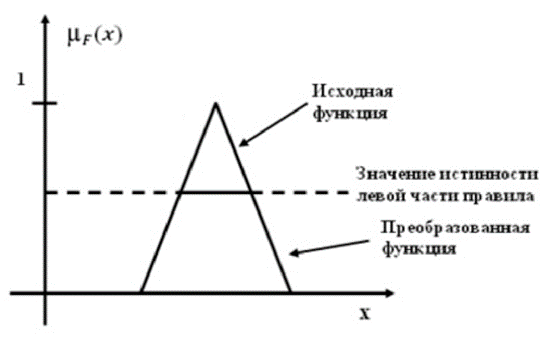 μF(x)
1
Исходная
функция
Значение истинности
левой части правила
Преобразованная
функция
x